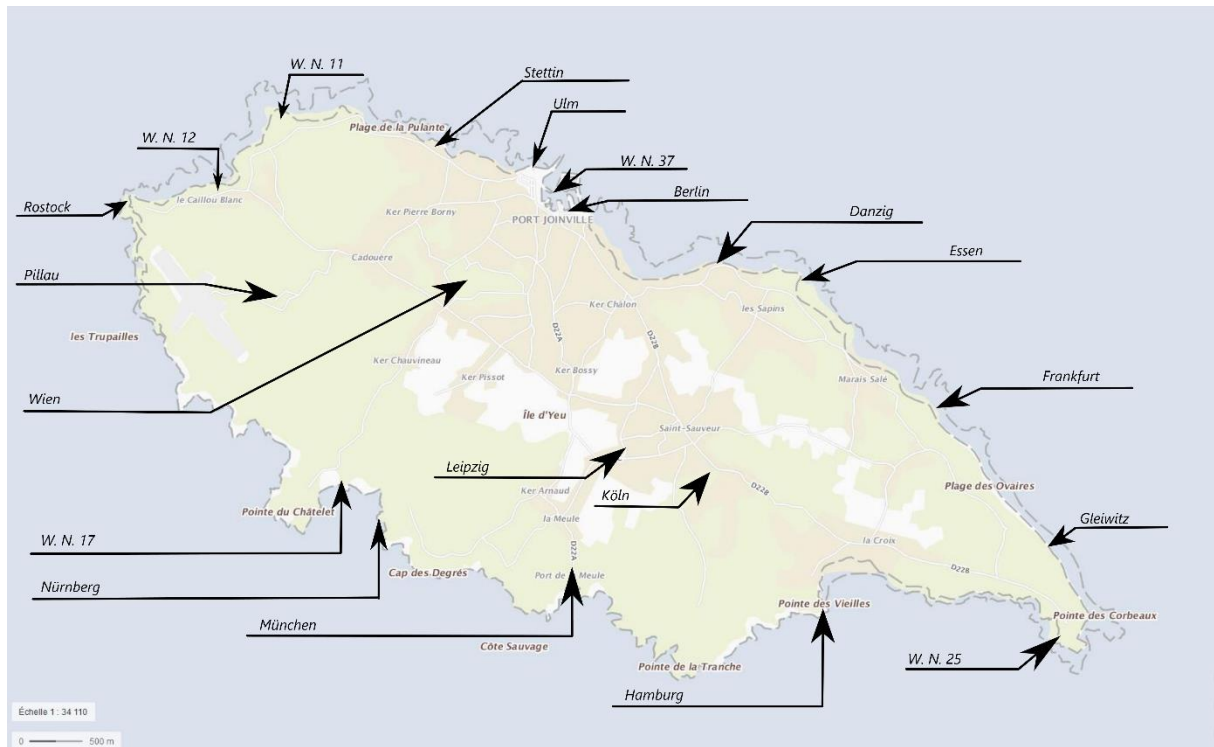 W. N. 11
Stettin
Ulm
Plage de la Pulante
W. N. 12
W. N. 37
Berlin
le Caillou Blanc
Rostock
Ker Pierre Borny
PORT JOINVILLE
Danzig
Essen
Cadouère
Pillau
Ker Châlon
les Sapins
les Trupailles
D22A
D22B
Ker Chauvineau
Ker Bossy
Ker Pissot
Marais Salé
Frankfurt
Wien
Île d'Yeu
Saint-Sauveur
Leipzig
Köln
Ker Arnaud
D22B
Plage des Ovaires
Pointe du Châtelet
la Meule
Gleiwitz
W. N. 17
D22A
la Croix
Nürnberg
Cap des Degrés
Port de Meule
D22B
Pointe des Vieilles
Pointe des Corbeaux
München
Côte Sauvage
W. N. 25
Pointe de la Tranche
Hamburg
Échelle 1 : 34 110
0 500 m